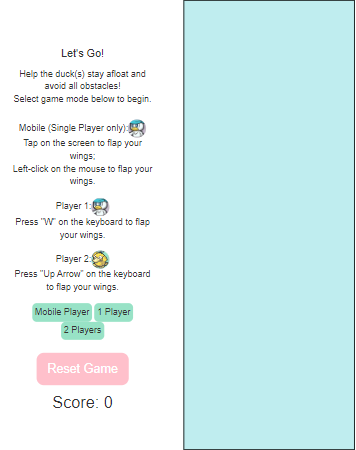 Let's Go!
Help the duck(s) stay afloat and
avoid all obstacles!
Select game mode below to begin.
Mobile (Single Player only):
Tap on the screen to flap your
wings;
Left-click on the mouse to flap your
wings.
Player 1:
Press "W" on the keyboard to flap
your wings.
Player 2:
Press "Up Arrow" on the keyboard
to flap your wings.
Mobile Player 1 Player
2 Players
Reset Game
Score: 0